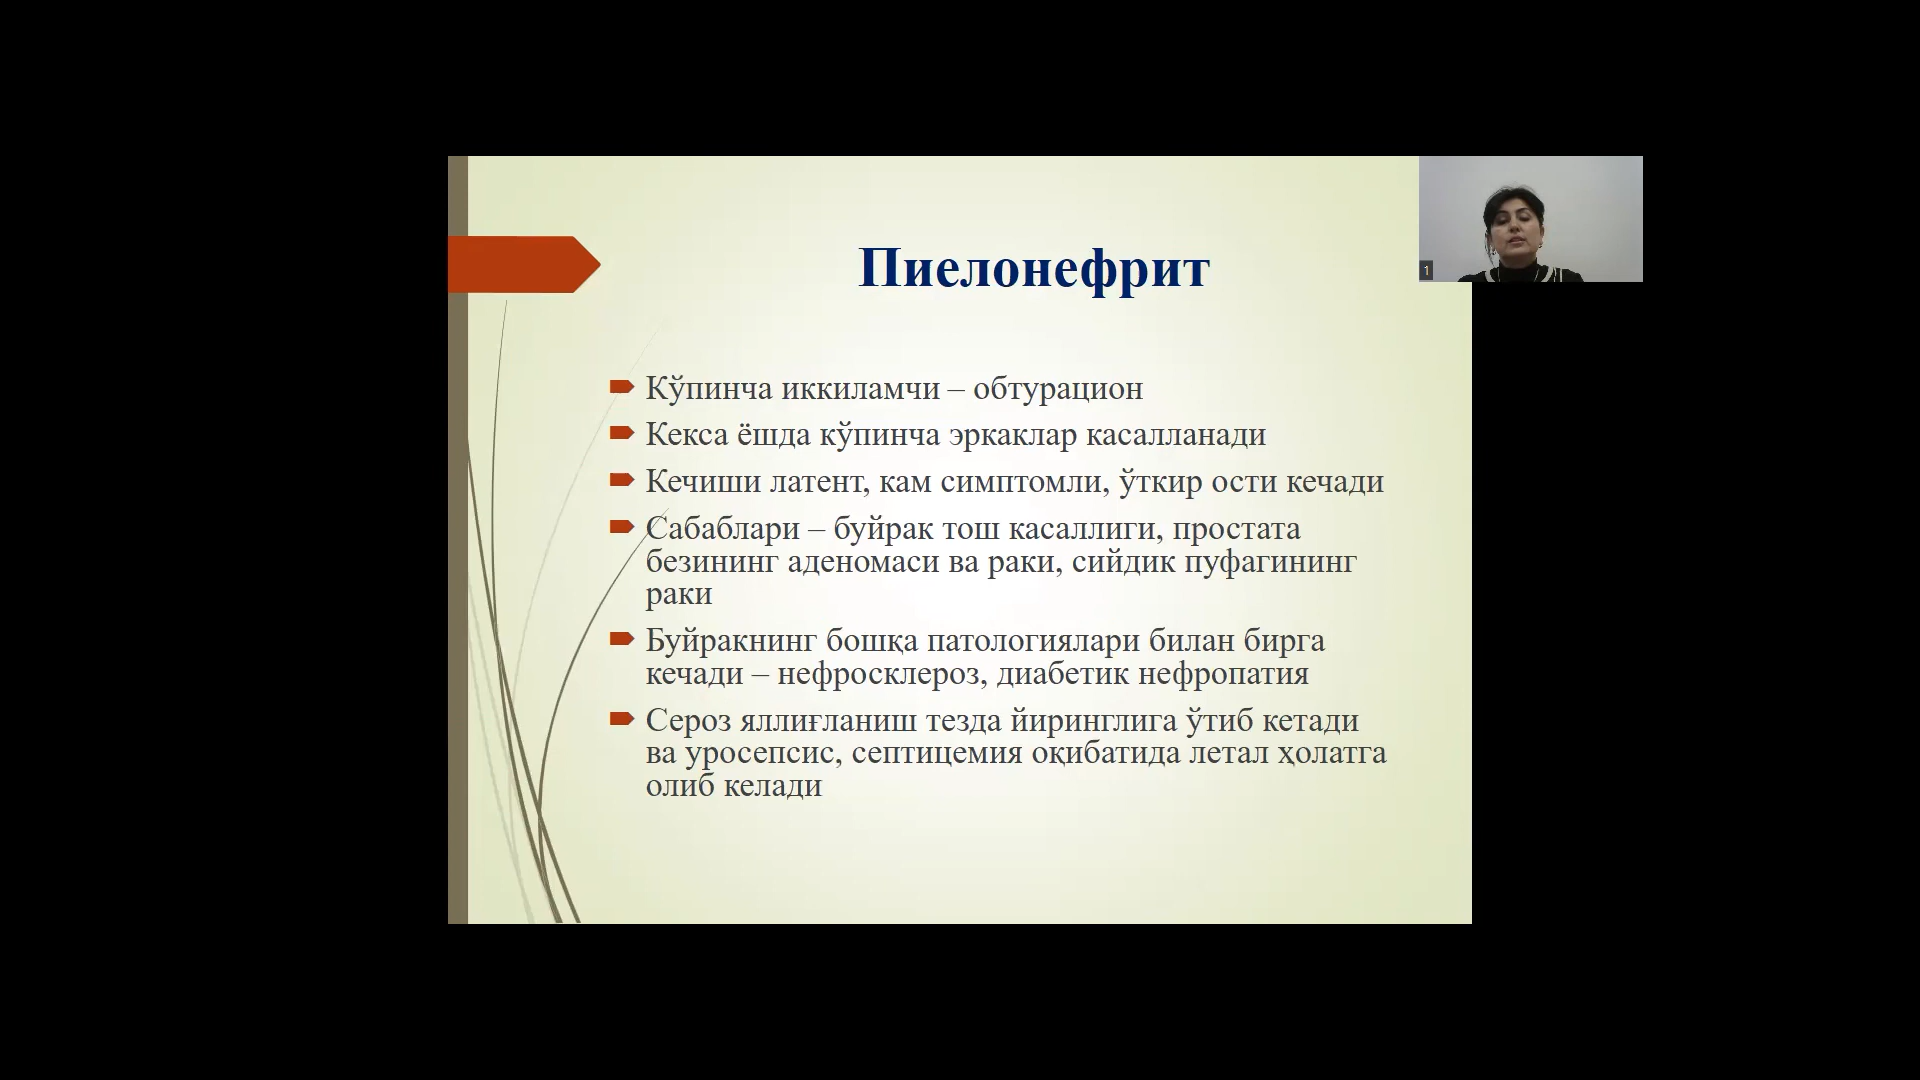 Пиелонефрит
Кўпинча иккиламчи – обтурацион
Кекса ёшда кўпинча эркаклар касалланади
Кечиши латент, кам симптомли, ўткир ости кечади
Сабаблари – буйрак тош касаллиги, простата
безининг аденомаси ва раки, сийдик пуфагининг
раки
Буйракнинг бошқа патологиялари билан бирга
кечади – нефросклероз, диабетик нефропатия
Сероз яллиғланиш тезда йирингlига ўтиб кетади
ва уросепсис, септицемия оқибатида летал ҳолатга
олиб келади
1